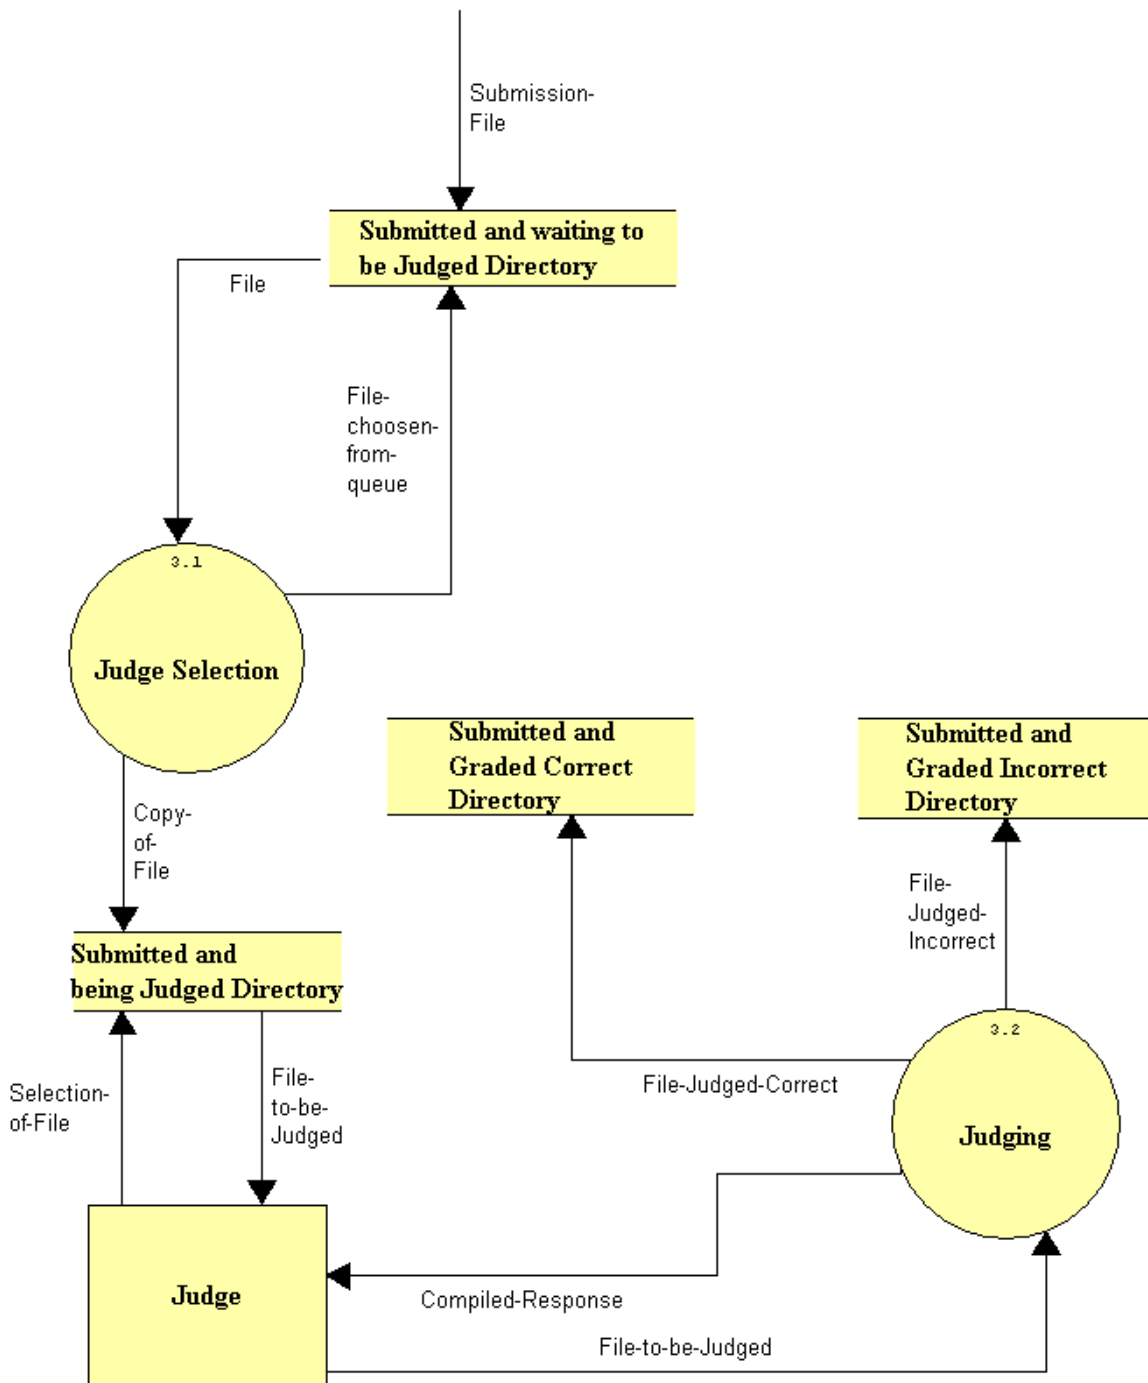 Submission-
File
Submitted and waiting to
be Judged Directory
File
File-
choosen-
from-
queue
3.1
Judge Selection
Submitted and
Graded Correct
Directory
Submitted and
Graded Incorrect
Directory
Copy-
of-
File
File-
Judged-
Incorrect
Submitted and
being Judged Directory
3.2
Judging
Selection-
of-File
File-
to-be-
Judged
File-Judged-Correct
Judge
Compiled-Response
File-to-be-Judged